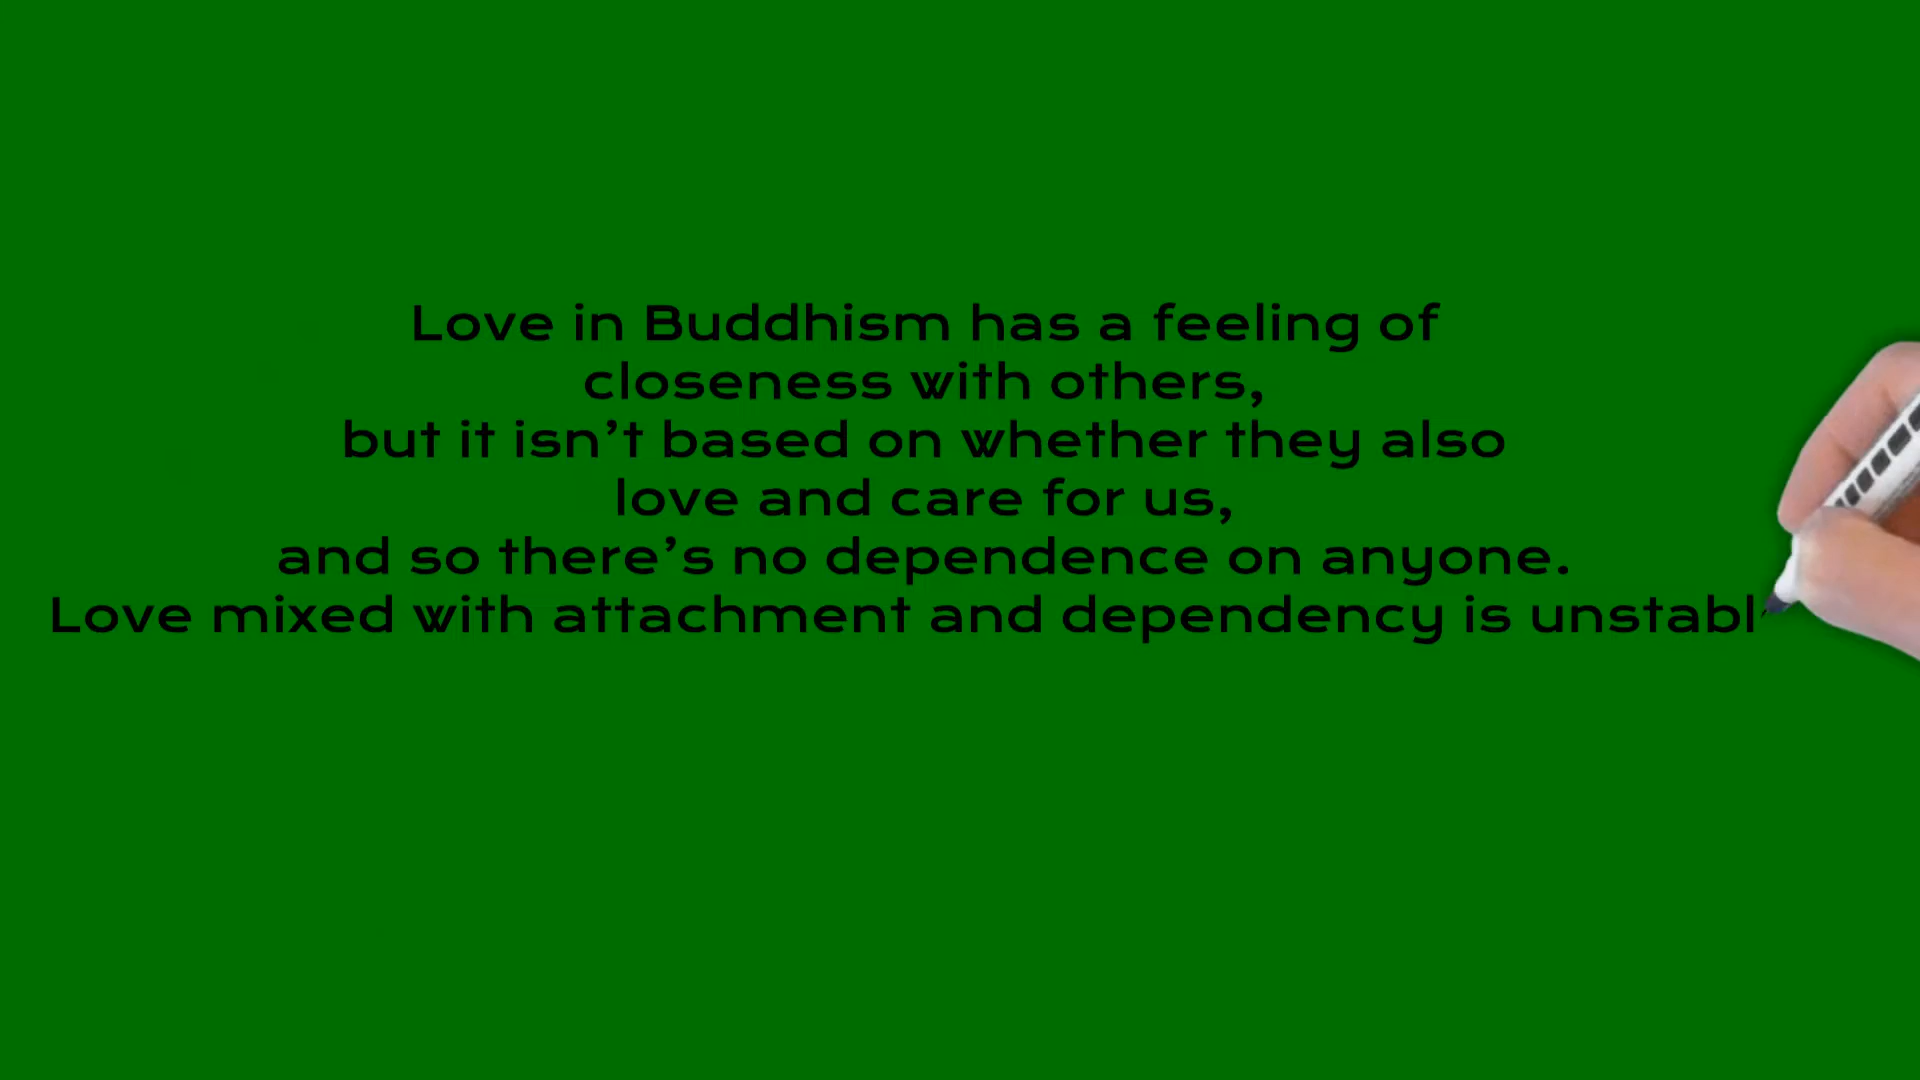 Love in Buddhism has a feeling of
closeness with others,
but it isn’t based on whether they also
love and care for us,
and so there’s no dependence on anyone.
Love mixed with attachment and dependency is unstabl